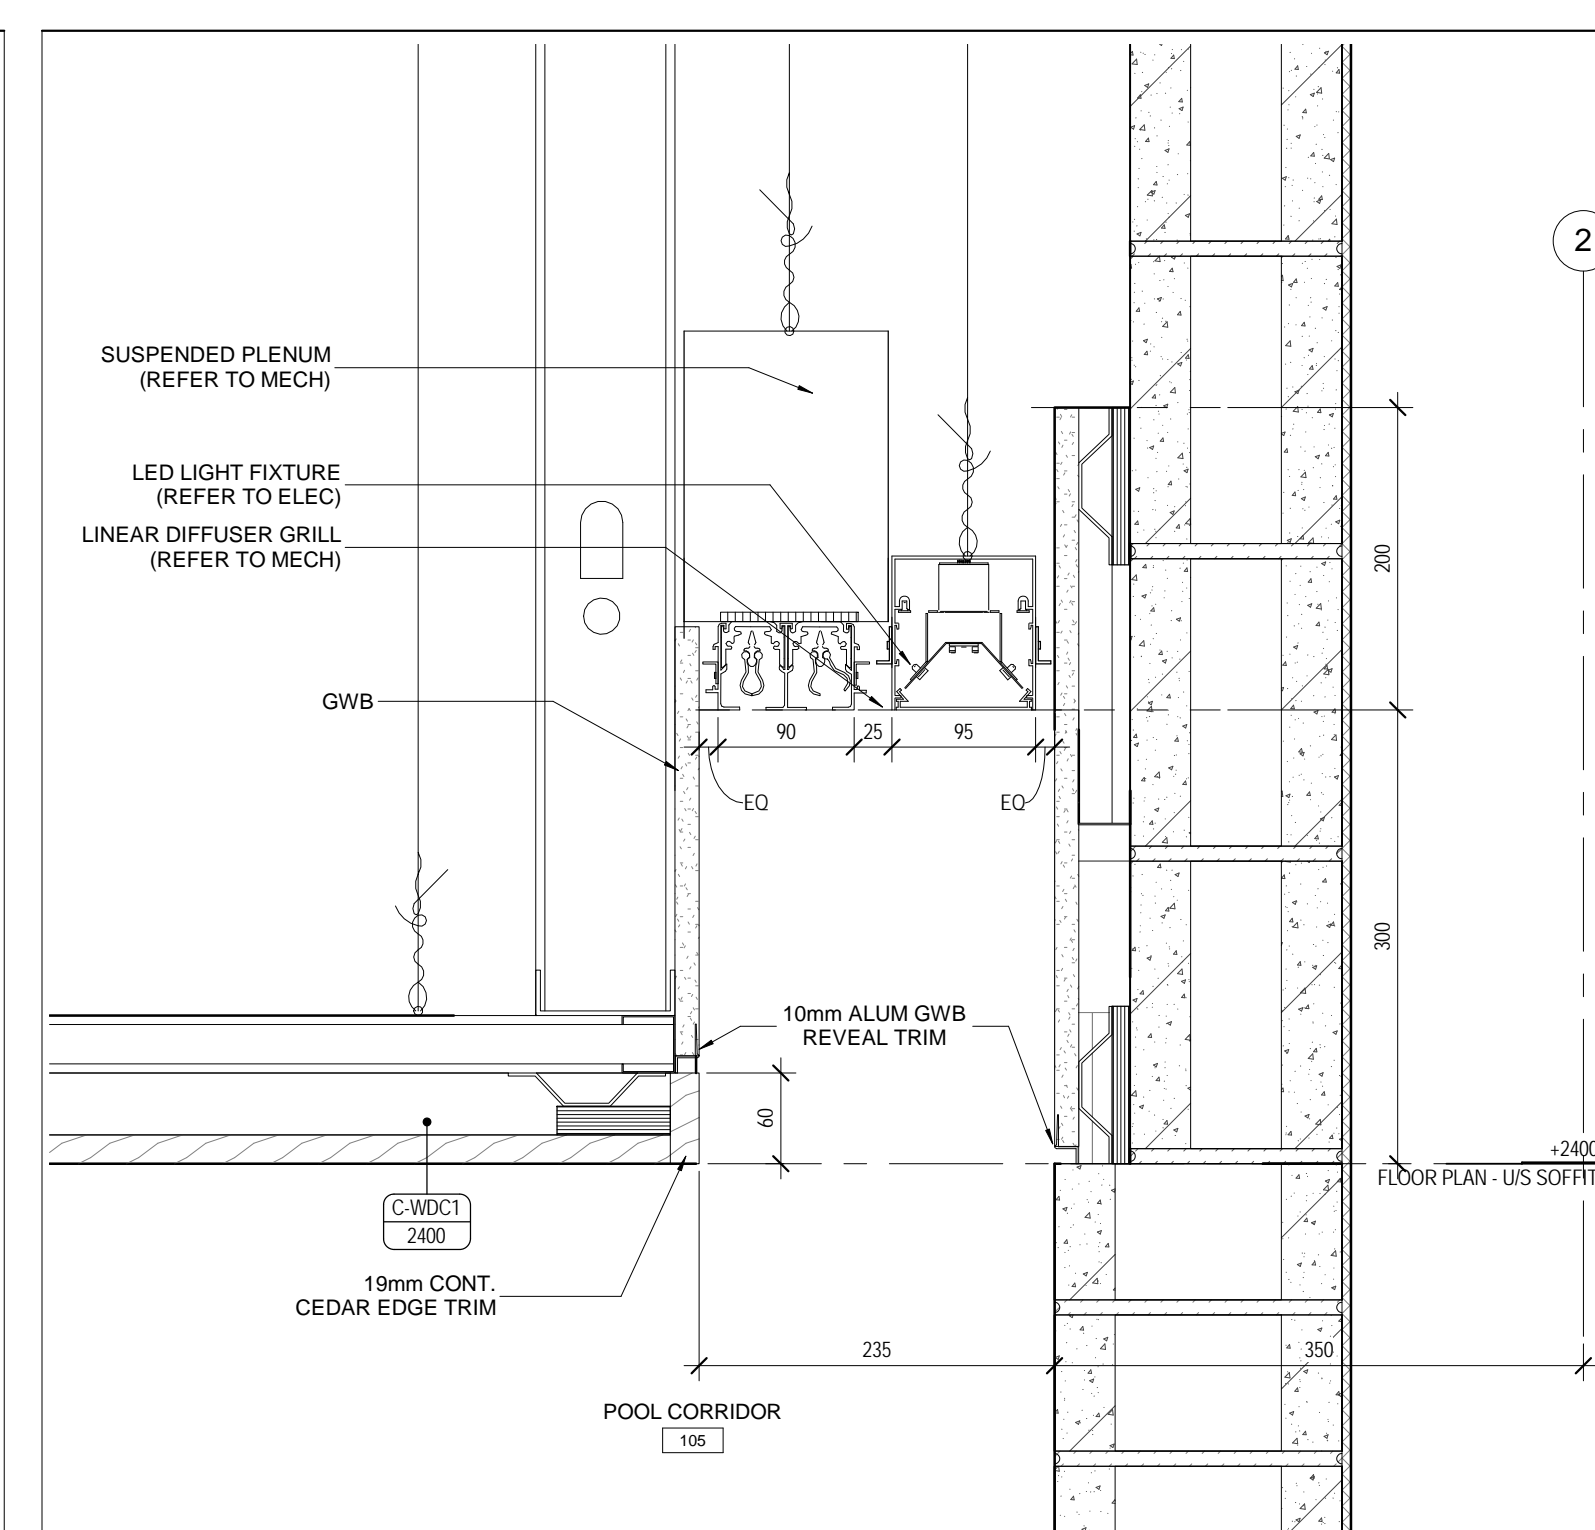 2
SUSPENDED PLENUM
(REFER TO MECH)
LED LIGHT FIXTURE
(REFER TO ELEC)
LINEAR DIFFUSER GRILL
(REFER TO MECH)
200
GWB
90
25
95
EQ
EQ
300
10mm ALUM GWB
REVEAL TRIM
60
+2400
FLOOR PLAN - U/S SOFFIT
C-WDC1
2400
19mm CONT.
CEDAR EDGE TRIM
235
350
POOL CORRIDOR
105